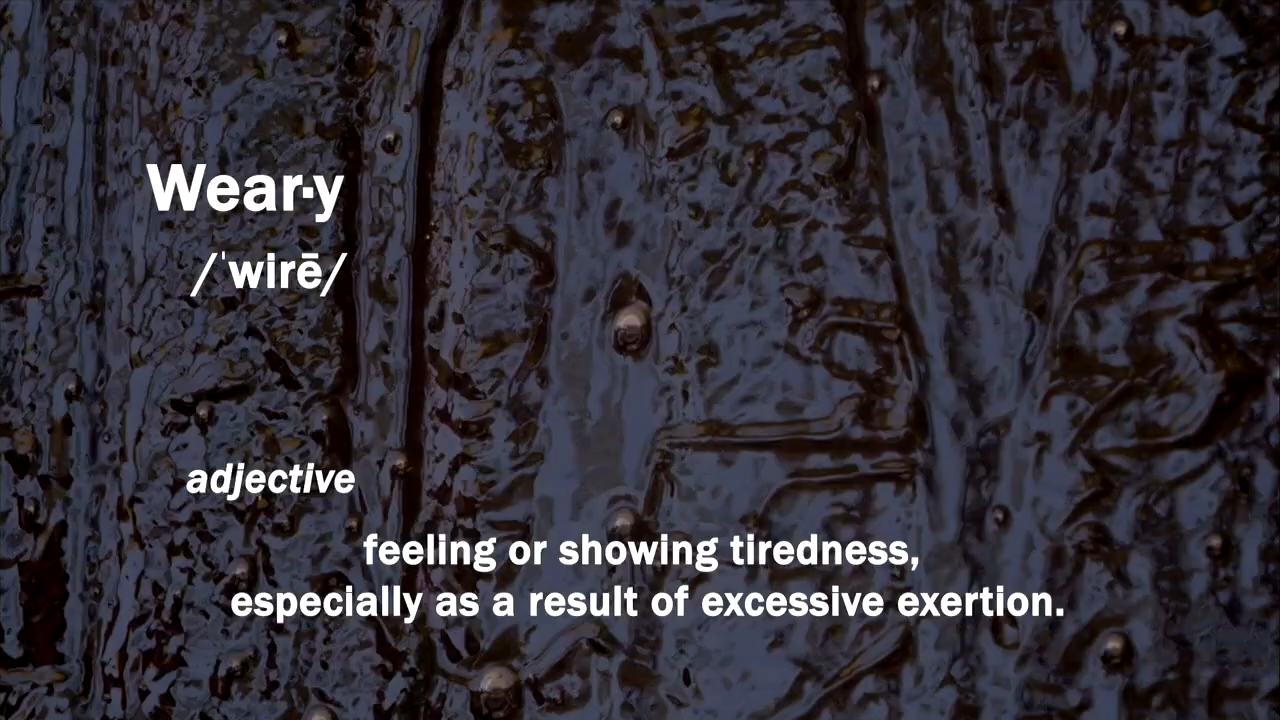 Wear·y
/ˈwirē/
adjective
feeling or showing tiredness,
especially as a result of excessive exertion.